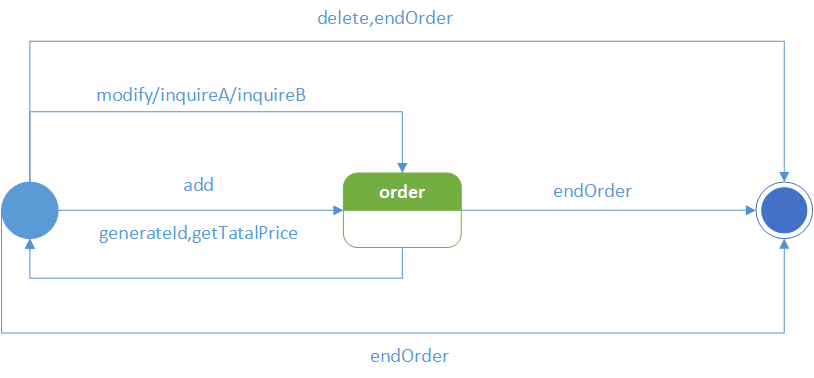 delete,endOrder
modify/inquireA/inquireB
add
order
endOrder
generateId,getTatalPrice
endOrder